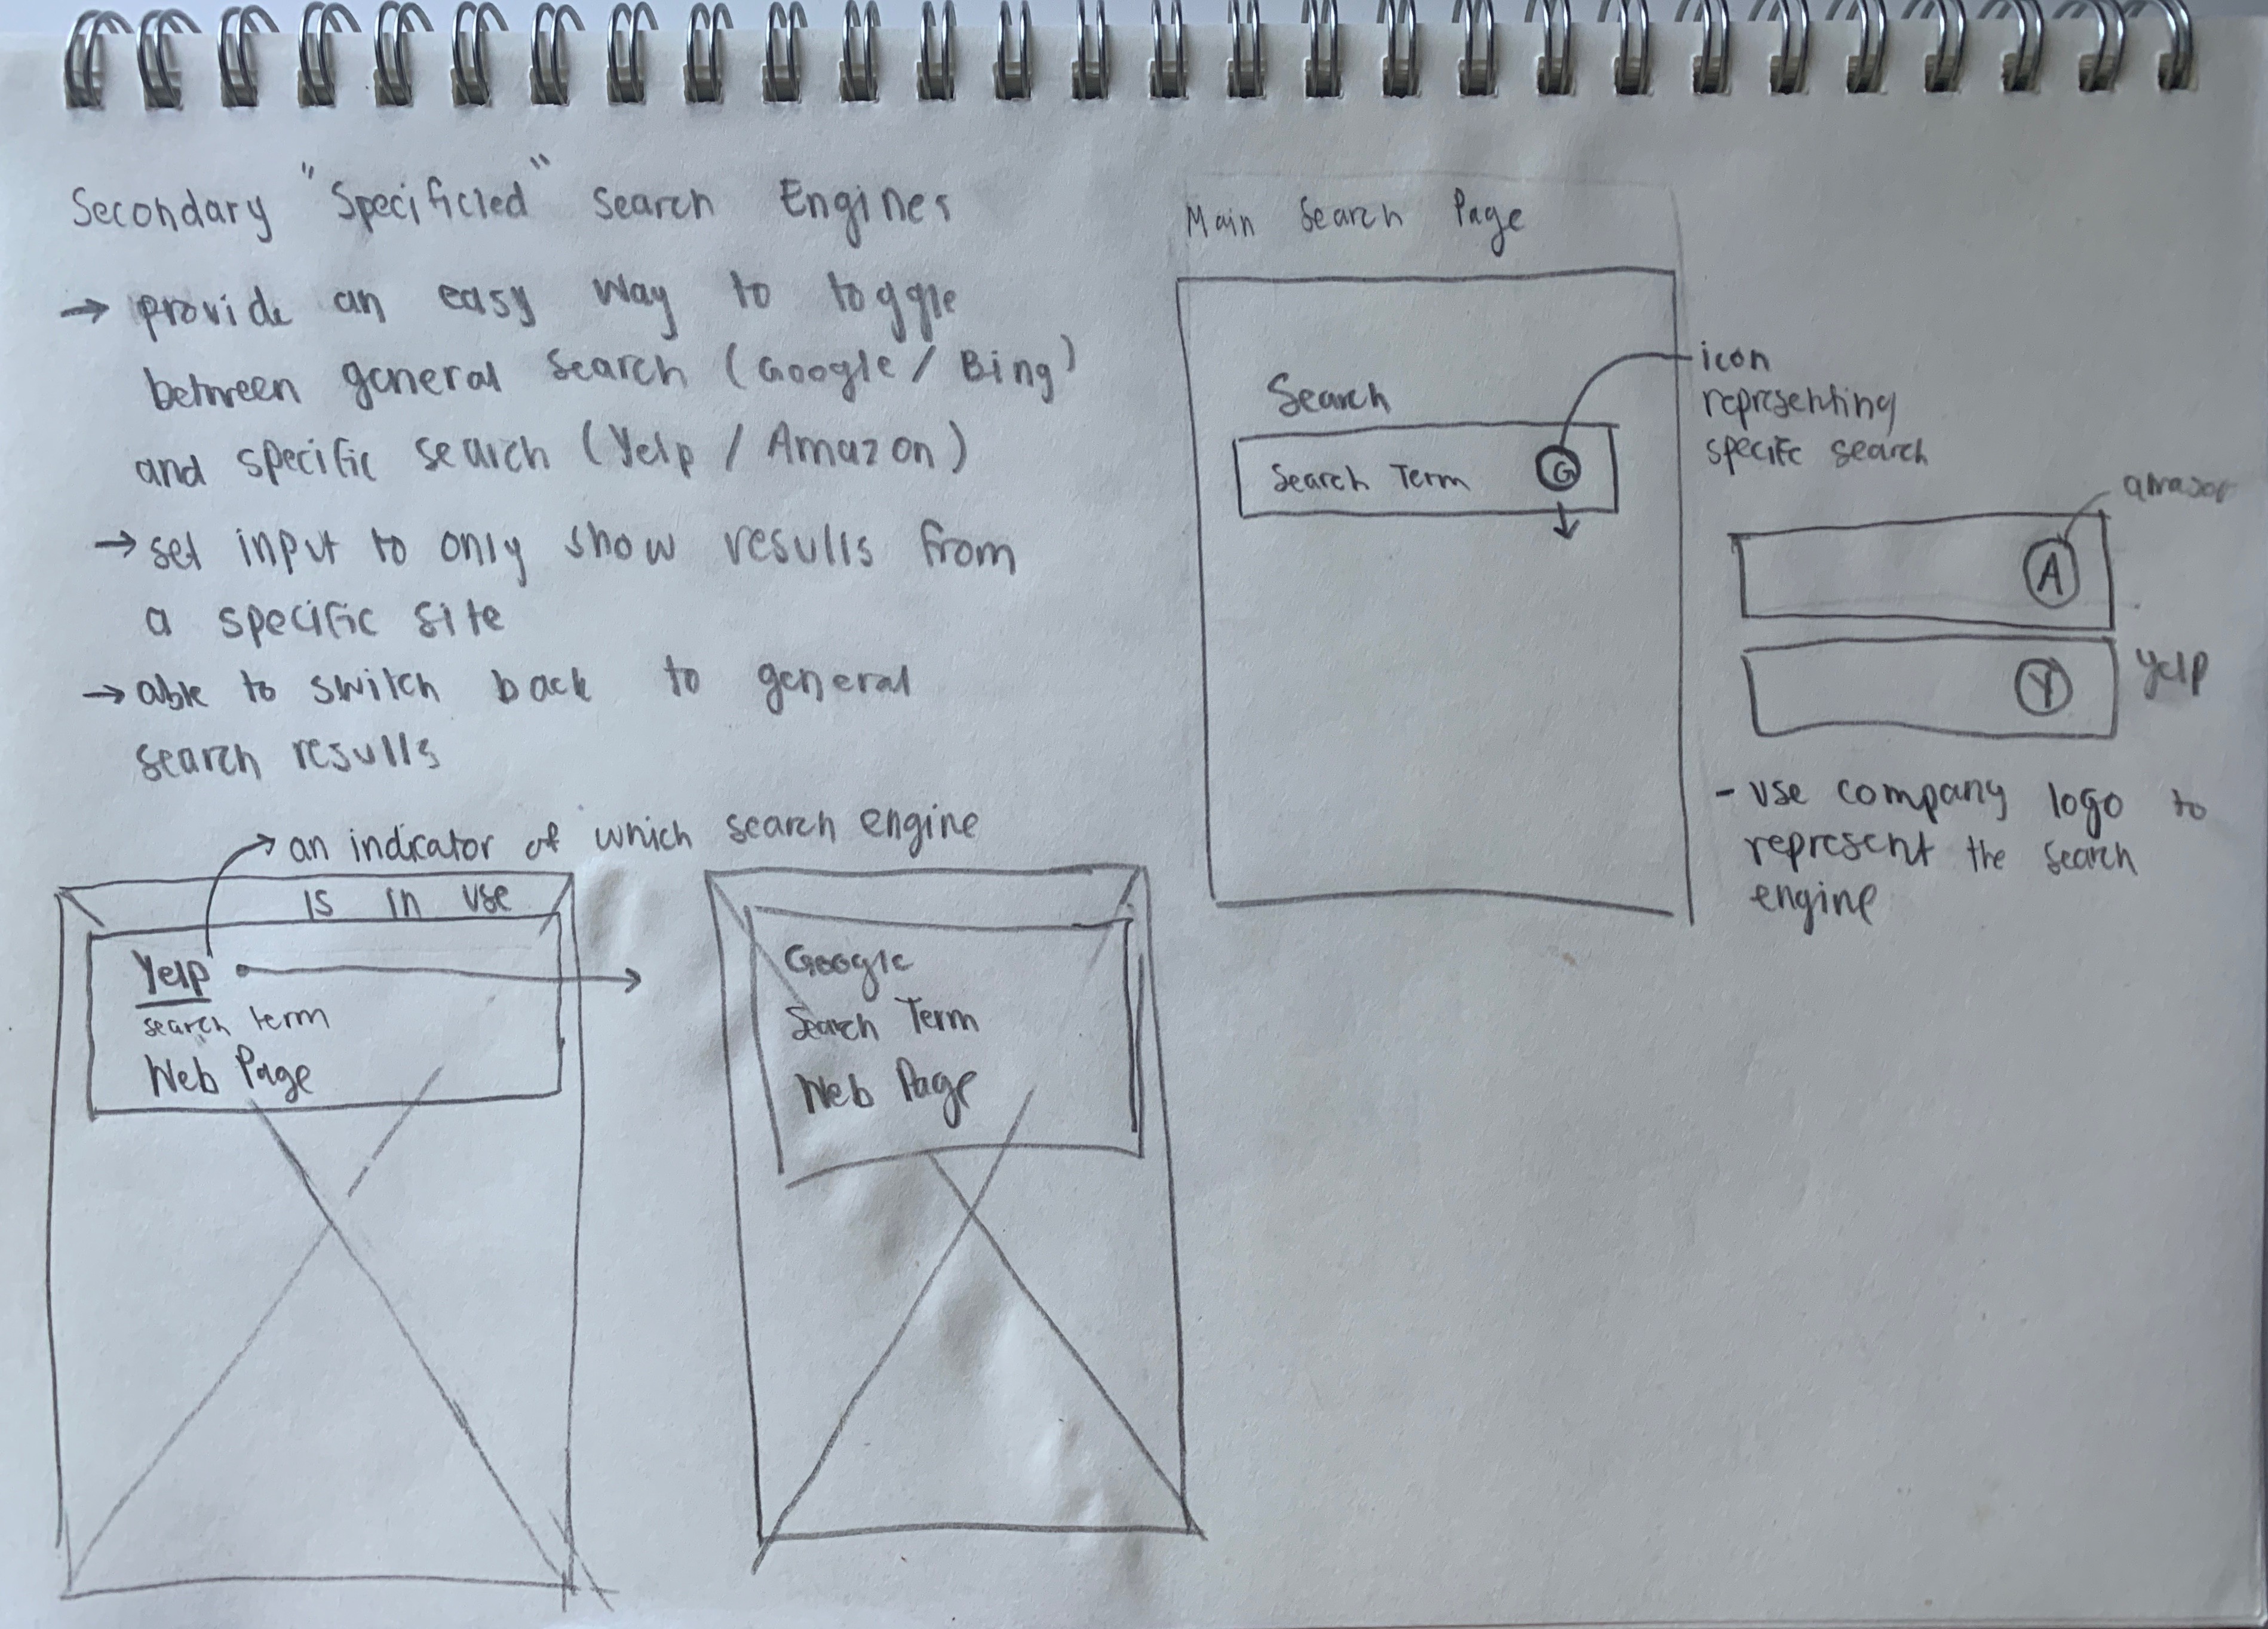 Secondary "Specificled" Search Engines
→ provide an easy way to toggle
between general search (Google / Bing)
and specific search (Yelp / Amazon)
→ set input to only show results from
a specific site
→ able to switch back to general
search results
→ an indicator of which search engine
is in use
Yelp
search term
Web Page
Google
Search Term
Web Page
Main Search Page
Search
Search Term G
icon
representing
specifc search
amazon
A
Y
yelp
- use company logo to
represent the search
engine